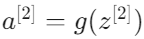 a^{[2]} = g(z^{[2]})